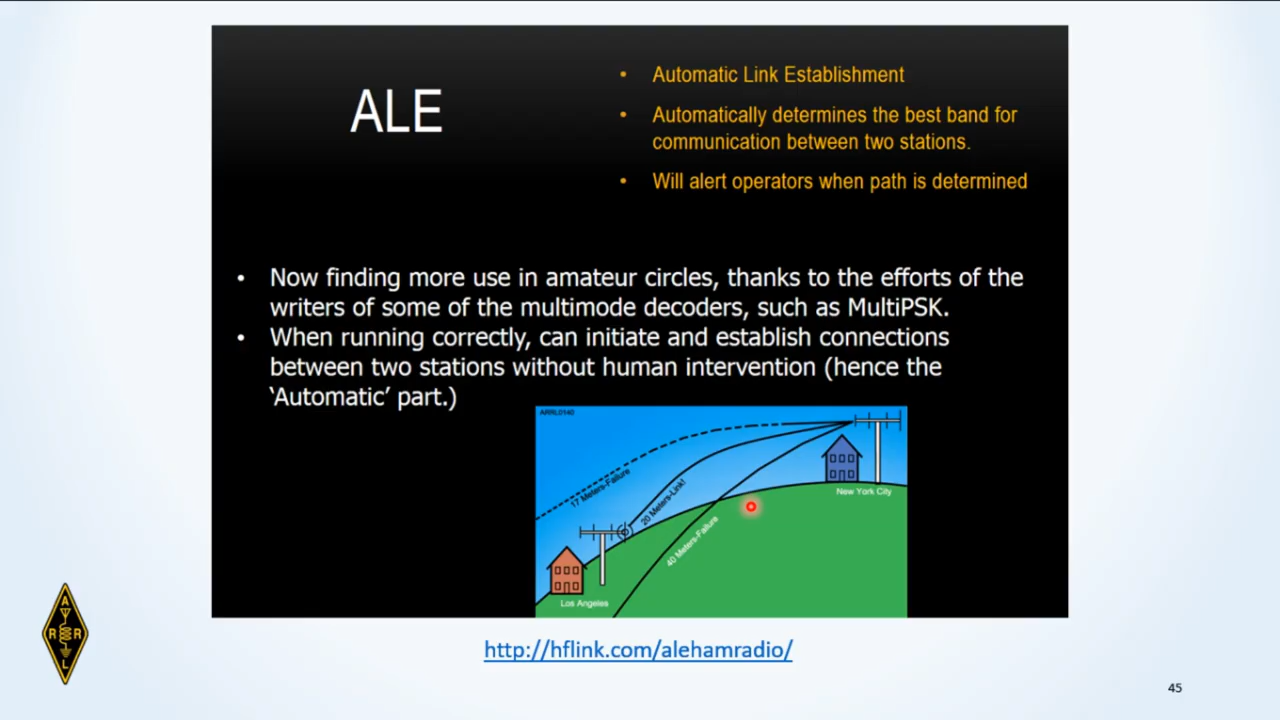 ALE
• Automatic Link Establishment
• Automatically determines the best band for
communication between two stations.
• Will alert operators when path is determined
• Now finding more use in amateur circles, thanks to the efforts of the
writers of some of the multimode decoders, such as MultiPSK.
• When running correctly, can initiate and establish connections
between two stations without human intervention (hence the
‘Automatic’ part.)
ARRL0140
17 Meters-Failure
20 Meters-Link!
40 Meters-Failure
New York City
Los Angeles
A
R R
L
http://hflink.com/alehamradio/
45